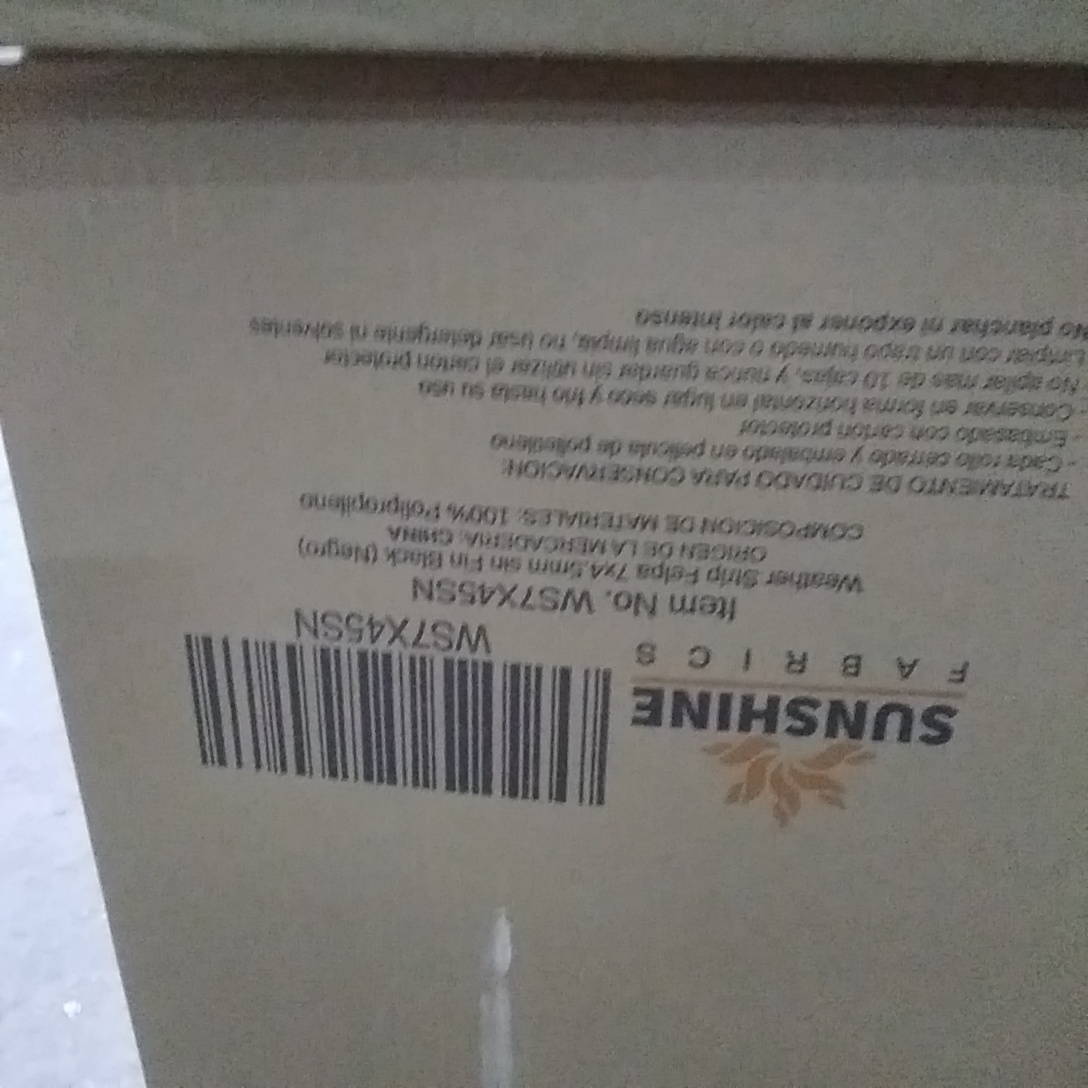 SUNSHINE
FABRICS
WS7X45SN
Item No. WS7X45SN
Weather Strip Felpa 7x4.5mm sin Fin Black (Negro)
ORIGEN DE LA MERCADERIA: CHINA
COMPOSICION DE MATERIALES: 100% Polipropileno
TRATAMIENTO DE CUIDADO PARA CONSERVACION:
- Cada rollo cerrado y embalado en pelicula de polietileno
- Embasado con carton protector
- Conservar en forma horizontal en lugar seco y frio hasta su uso
- No apilar mas de 10 cajas, y nunca guardar sin utilizar el carton protector
Limpiar con un trapo humedo o con agua limpia, no usar detergente ni solventes
No planchar ni exponer al calor intenso